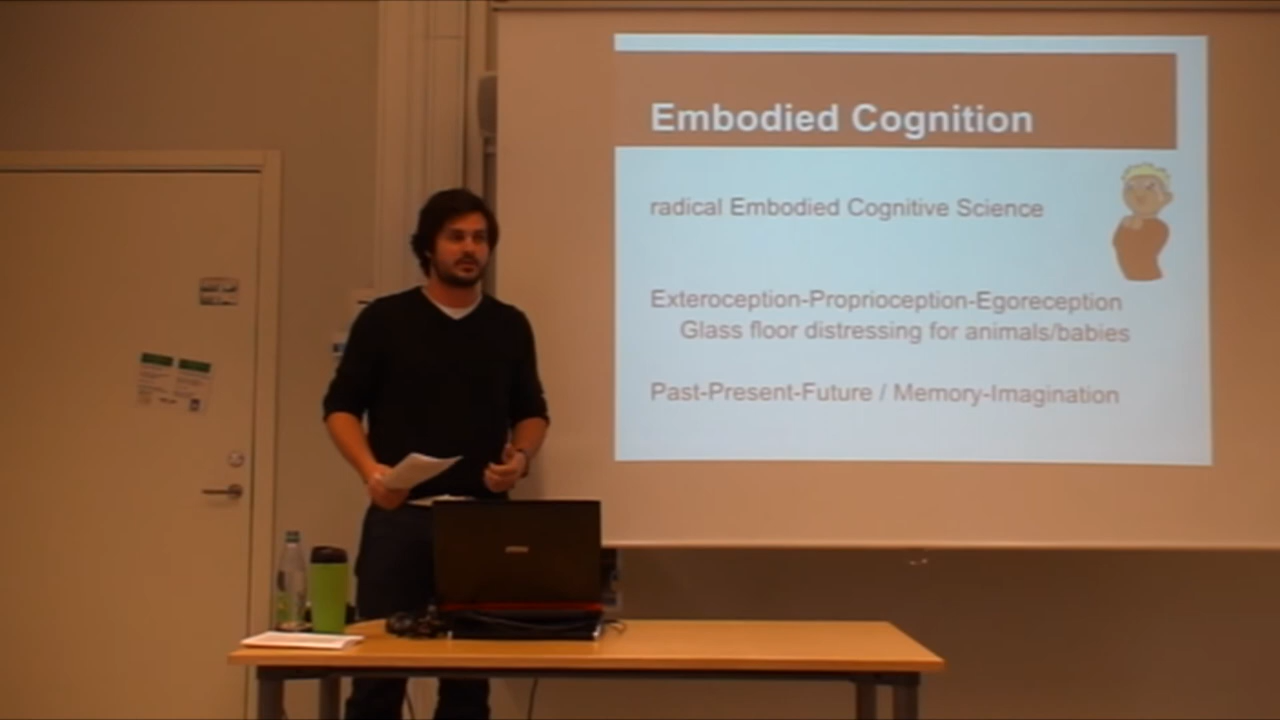 Embodied Cognition
radical Embodied Cognitive Science
Exteroception-Proprioception-Egoreception
Glass floor distressing for animals/babies
Past-Present-Future / Memory-Imagination